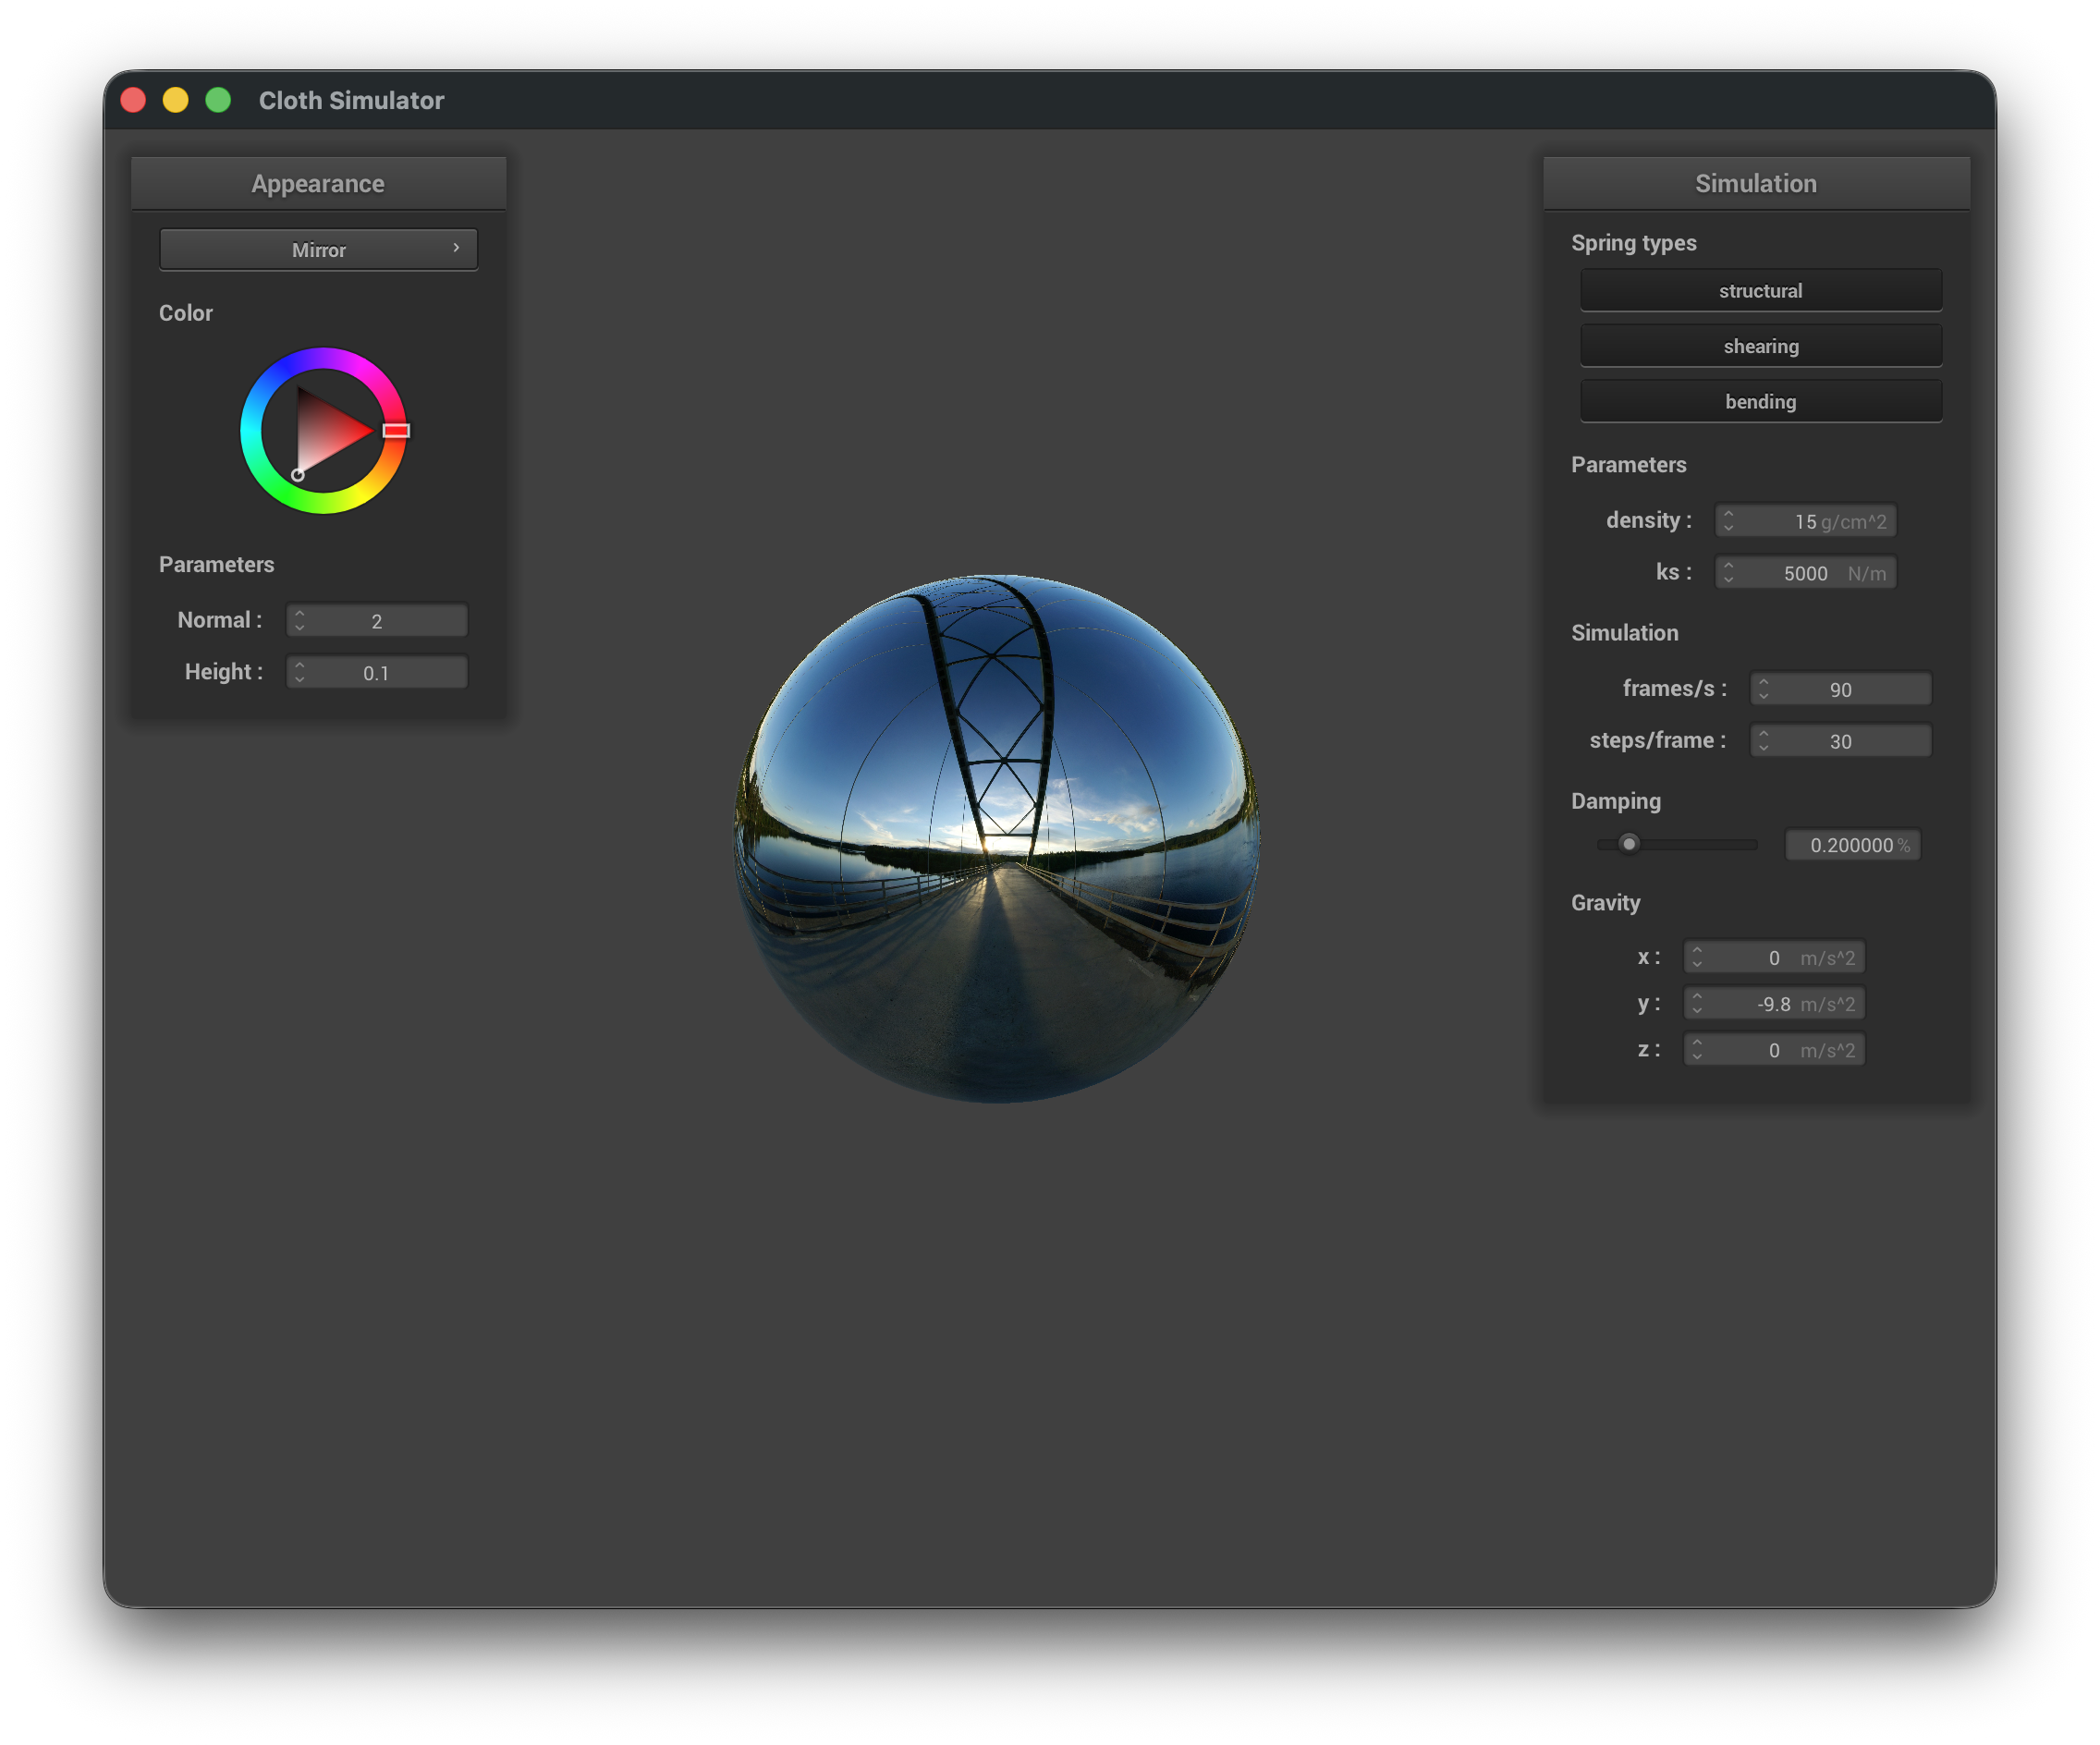 Cloth Simulator
Appearance
Mirror
Color
Parameters
Normal : 2
Height : 0.1
Simulation
Spring types
structural
shearing
bending
Parameters
density : 15 g/cm^2
ks : 5000 N/m
Simulation
frames/s : 90
steps/frame : 30
Damping
0.200000 %
Gravity
x : 0 m/s^2
y : -9.8 m/s^2
z : 0 m/s^2